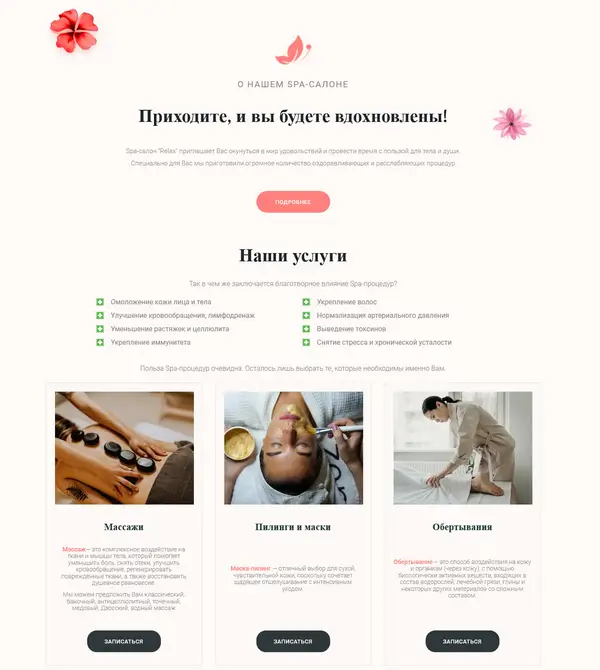 О НАШЕМ SPA-САЛОНЕ
Приходите, и вы будете вдохновлены!
Spa-салон "Relax" приглашает Вас окунуться в мир удовольствий и провести время с пользой для тела и души.
Специально для Вас мы приготовили огромное количество оздоравливающих и расслабляющих процедур
ПОДРОБНЕЕ
Наши услуги
Так в чем же заключается благотворное влияние Spa-процедур?
Омоложение кожи лица и тела
Улучшение кровообращения, лимфодренаж
Уменьшение растяжек и целлюлита
Укрепление иммунитета
Укрепление волос
Нормализация артериального давления
Выведение токсинов
Снятие стресса и хронической усталости
Польза Spa-процедур очевидна. Осталось лишь выбрать те, которые необходимы именно Вам.
Массажи
Массаж – это комплексное воздействие на
ткани и мышцы тела, который помогает
уменьшить боль, снять отеки, улучшить
кровообращение, регенерировать
поврежденные ткани, а также восстановить
душевное равновесие.
Мы можем предложить Вам классический,
баночный, антицеллюлитный, точечный,
медовый, Даосский, водный массаж
ЗАПИСАТЬСЯ
Пилинги и маски
Маска-пилинг — отличный выбор для сухой,
чувствительной кожи, поскольку сочетает
щадящее отшелушивание с интенсивным
уходом.
ЗАПИСАТЬСЯ
Обертывания
Обертывание – это способ воздействия на кожу
и организм (через кожу), с помощью
биологически активных веществ, входящих в
состав водорослей, лечебной грязи, глины и
некоторых других материалов со сложным
составом.
ЗАПИСАТЬСЯ